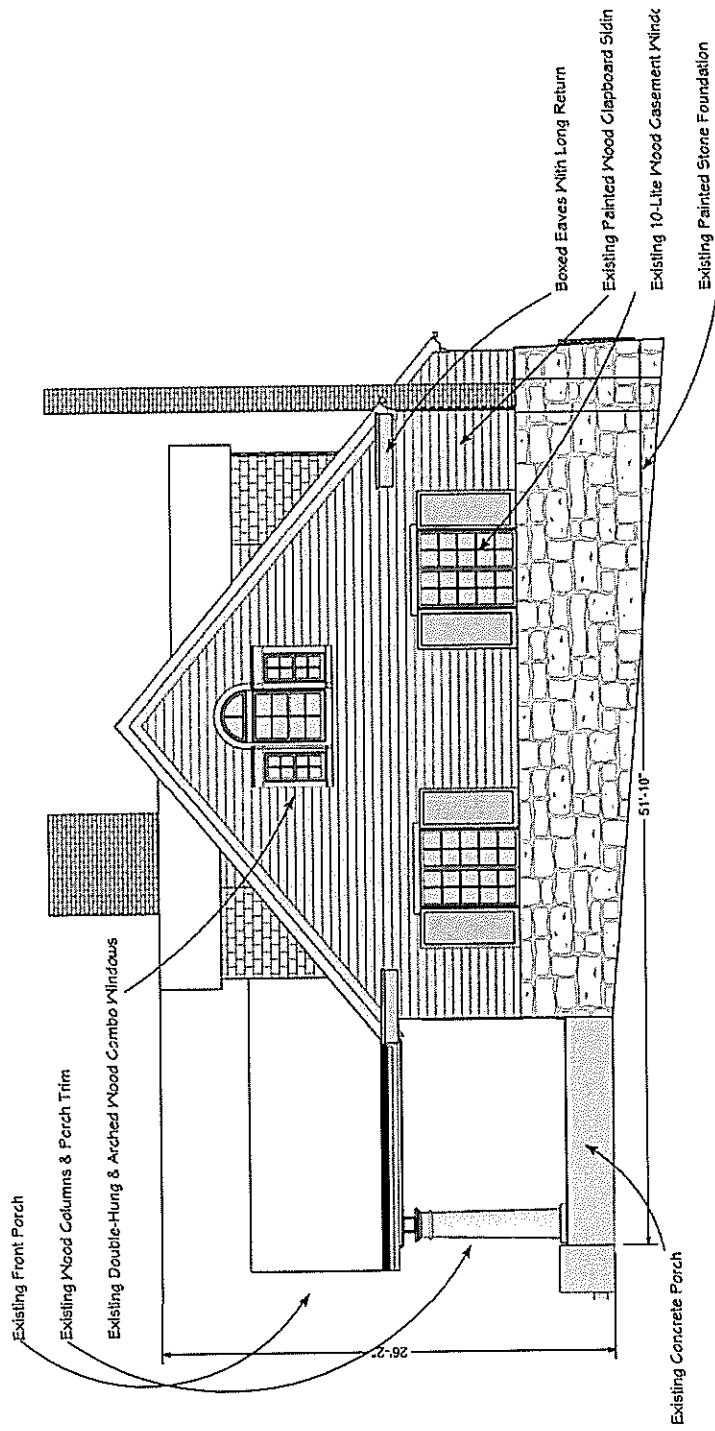 Existing Front Porch
Existing Wood Columns & Porch Trim
Existing Double-Hung & Arched Wood Combo Windows
26'-2"
Existing Concrete Porch
51'-10"
Boxed Eaves With Long Return
Existing Painted Wood Clapboard Sidin
Existing 10-Lite Wood Casement Windo
Existing Painted Stone Foundation